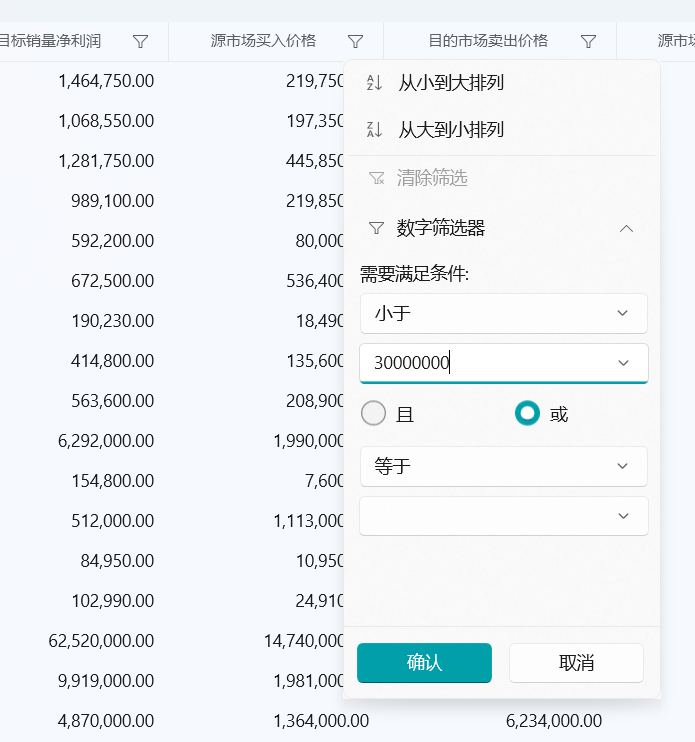 目标销量净利润 源市场买入价格 目的市场卖出价格 源市场
1,464,750.00 219,750
从小到大排列
1,068,550.00 197,350
从大到小排列
1,281,750.00 445,850
清除筛选
989,100.00 219,850
数字筛选器
592,200.00 80,000
需要满足条件:
672,500.00 536,400
小于
190,230.00 18,490
414,800.00 135,600
30000000
563,600.00 208,900
且 或
6,292,000.00 1,990,000
等于
154,800.00 7,600
512,000.00 1,113,000
84,950.00 10,950
102,990.00 24,910
62,520,000.00 14,740,000
确认 取消
9,919,000.00 1,981,000
4,870,000.00 1,364,000.00 6,234,000.00